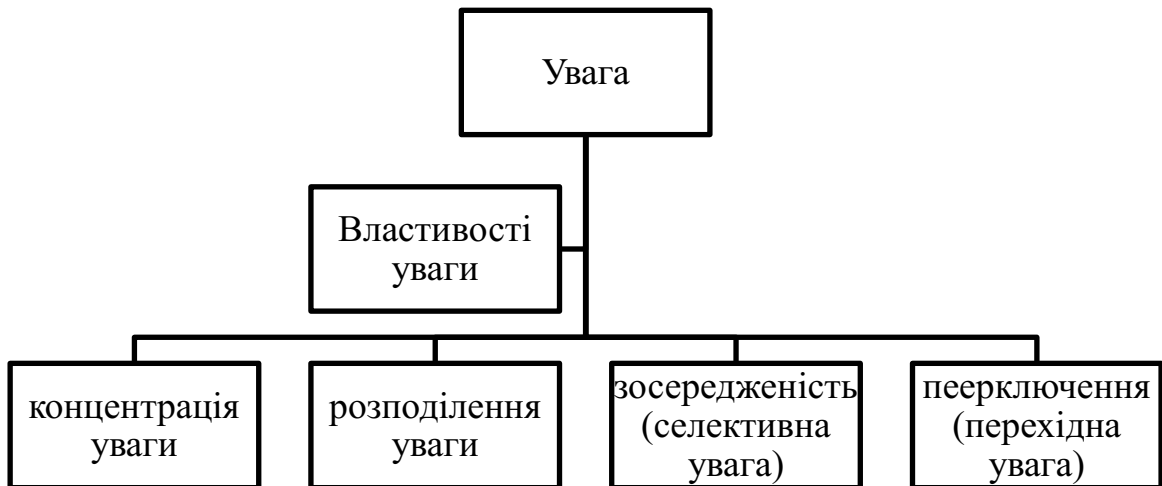 Увага
Властивості
уваги
концентрація
уваги
розподілення
уваги
зосередженість
(селективна
увага)
пеерключення
(перехідна
увага)